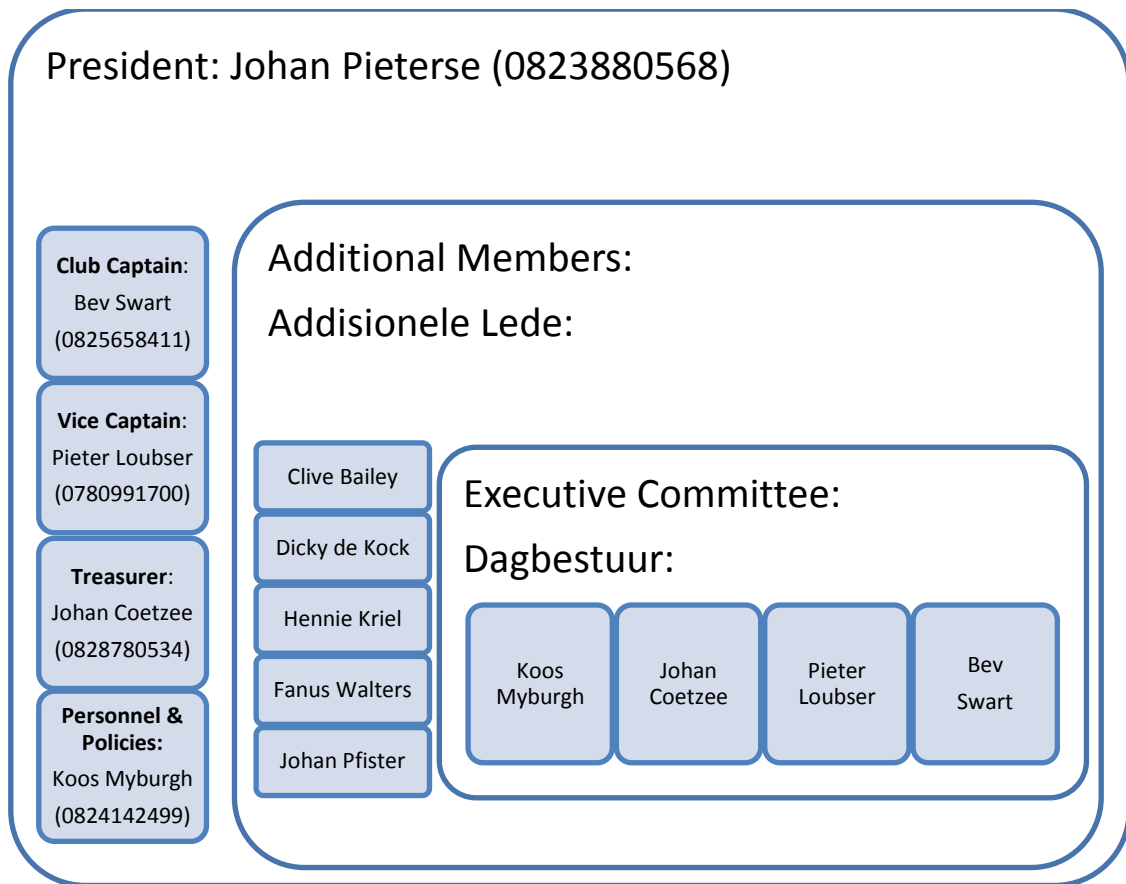 President: Johan Pieterse (0823880568)
Club Captain:
Bev Swart
(0825658411)
Vice Captain:
Pieter Loubser
(0780991700)
Treasurer:
Johan Coetzee
(0828780534)
Personnel &
Policies:
Koos Myburgh
(0824142499)
Additional Members:
Addisionele Lede:
Clive Bailey
Dicky de Kock
Hennie Kriel
Fanus Walters
Johan Pfister
Executive Committee:
Dagbestuur:
Koos
Myburgh
Johan
Coetzee
Pieter
Loubser
Bev
Swart